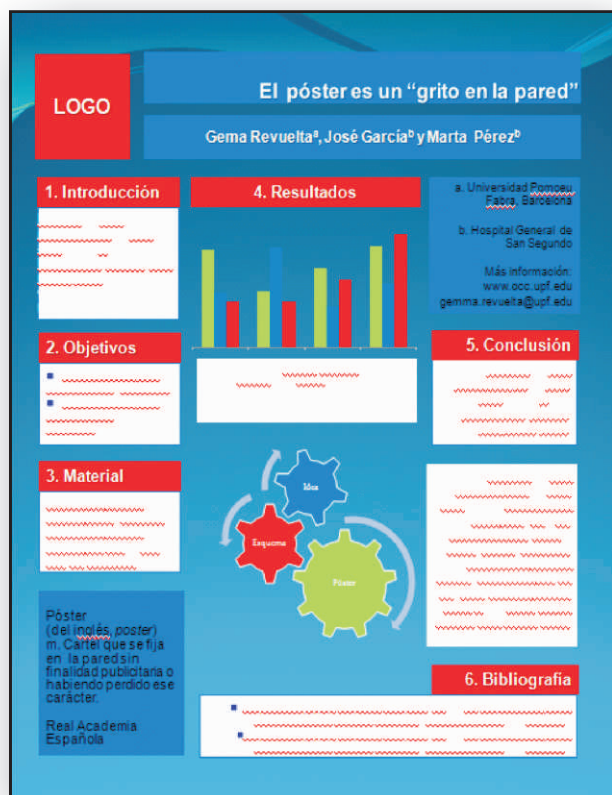 LOGO
El póster es un “grito en la pared”
Gema Revueltaª, José Garcíaᵇ y Marta Pérezᵇ
1. Introducción
2. Objetivos
3. Material
Póster
(del inglés, poster)
m. Cartel que se fija
en la pared sin
finalidad publicitaria o
habiendo perdido ese
carácter.
Real Academia
Española
4. Resultados
Idea
Esquema
Póster
a. Universidad Pomoeu
Fabra, Barcelona
b. Hospital General de
San Segundo
Más Información:
www.occ.upf.edu
gemma.revuelta@upf.edu
5. Conclusión
6. Bibliografía